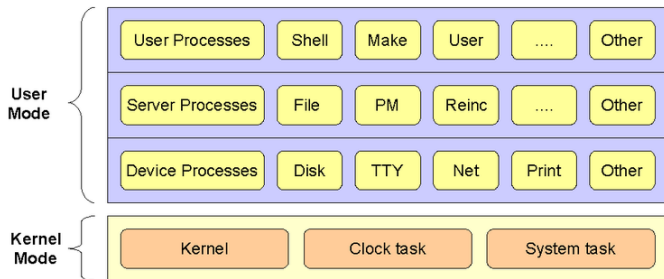 User Processes Shell Make User .... Other
User
Mode
Server Processes File PM Reinc .... Other
Device Processes Disk TTY Net Print Other
Kernel
Mode
Kernel Clock task System task